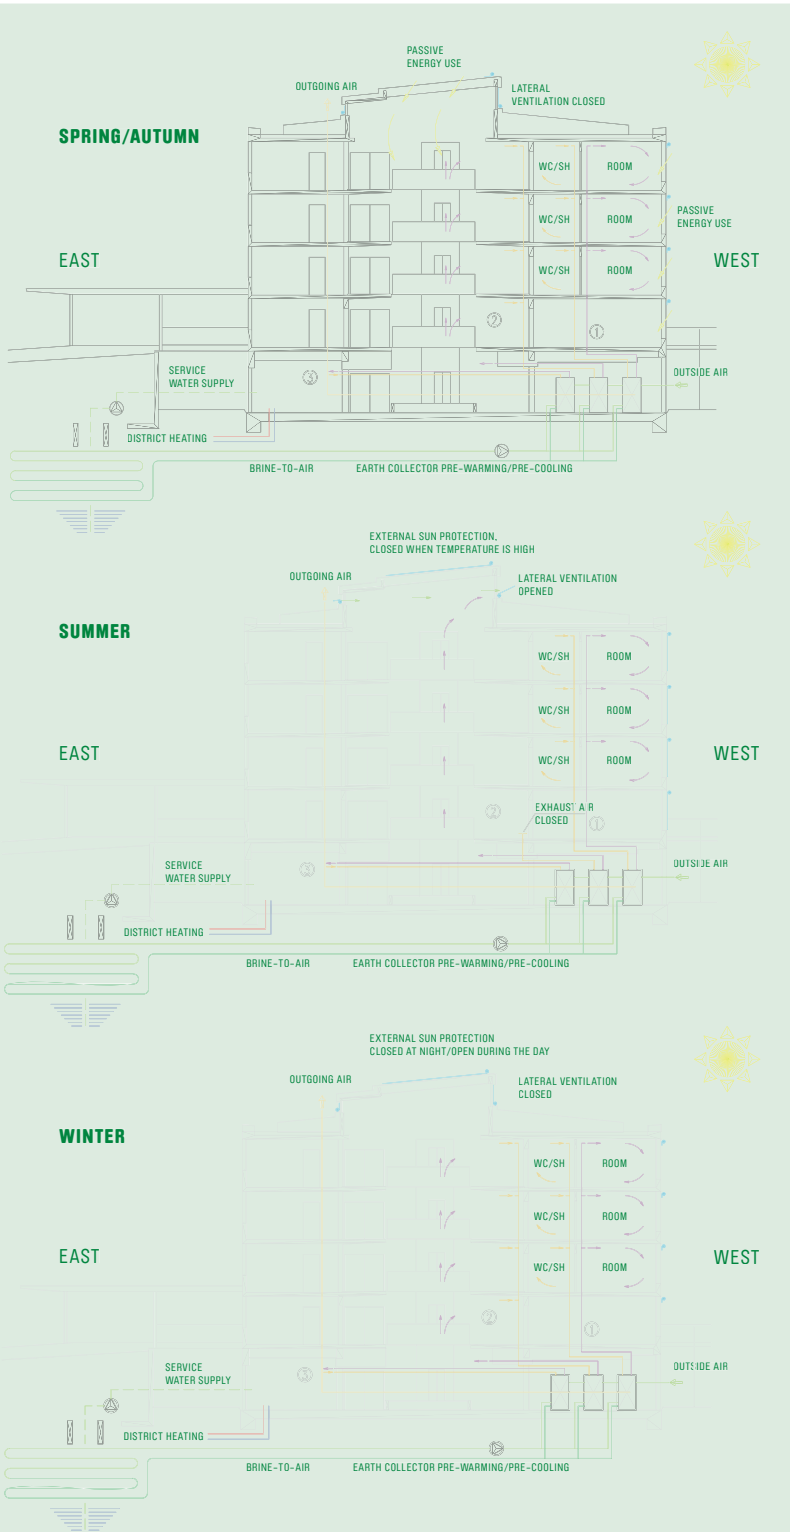 PASSIVE
ENERGY USE
OUTGOING AIR
LATERAL
VENTILATION CLOSED
SPRING/AUTUMN
WC/SH
ROOM
WC/SH
ROOM
PASSIVE
ENERGY USE
EAST
WEST
WC/SH
ROOM
2
1
SERVICE
WATER SUPPLY
3
OUTSIDE AIR
DISTRICT HEATING
BRINE-TO-AIR
EARTH COLLECTOR PRE-WARMING/PRE-COOLING
EXTERNAL SUN PROTECTION,
CLOSED WHEN TEMPERATURE IS HIGH
OUTGOING AIR
LATERAL VENTILATION
OPENED
SUMMER
WC/SH
ROOM
WC/SH
ROOM
EAST
WEST
WC/SH
ROOM
2
EXHAUST AIR
CLOSED
1
SERVICE
WATER SUPPLY
3
OUTSIDE AIR
DISTRICT HEATING
BRINE-TO-AIR
EARTH COLLECTOR PRE-WARMING/PRE-COOLING
EXTERNAL SUN PROTECTION
CLOSED AT NIGHT/OPEN DURING THE DAY
OUTGOING AIR
LATERAL VENTILATION
CLOSED
WINTER
WC/SH
ROOM
WC/SH
ROOM
EAST
WEST
WC/SH
ROOM
2
1
SERVICE
WATER SUPPLY
3
OUTSIDE AIR
DISTRICT HEATING
BRINE-TO-AIR
EARTH COLLECTOR PRE-WARMING/PRE-COOLING